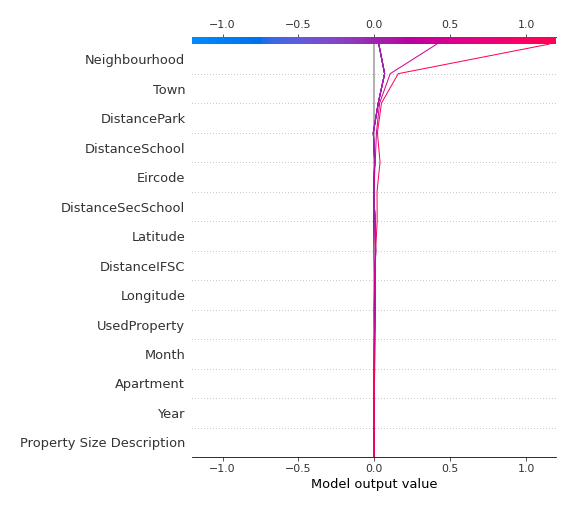 −1.0 −0.5 0.0 0.5 1.0
Neighbourhood
Town
DistancePark
DistanceSchool
Eircode
DistanceSecSchool
Latitude
DistanceIFSC
Longitude
UsedProperty
Month
Apartment
Year
Property Size Description
−1.0 −0.5 0.0 0.5 1.0
Model output value